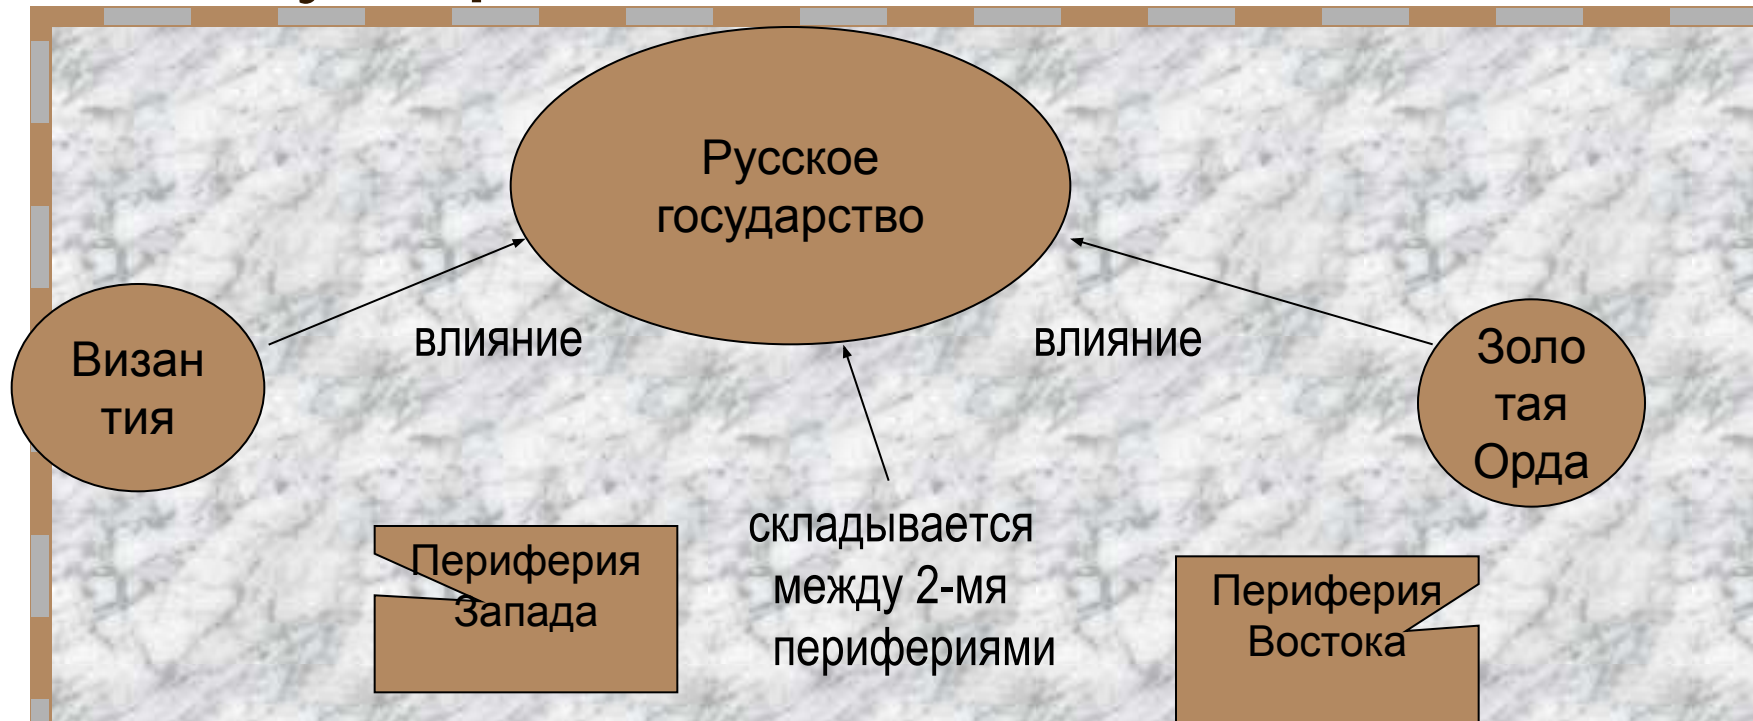 Русское
государство
Визан
тия
влияние
влияние
Золо
тая
Орда
Периферия
Запада
складывается
между 2-мя
перифериями
Периферия
Востока